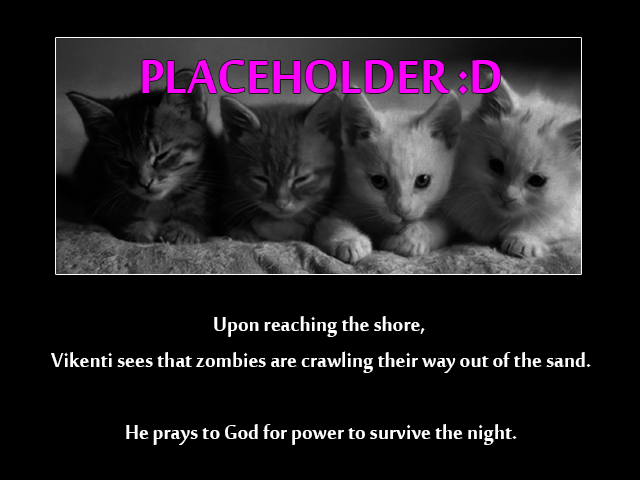 PLACEHOLDER :D
Upon reaching the shore,
Vikenti sees that zombies are crawling their way out of the sand.
He prays to God for power to survive the night.